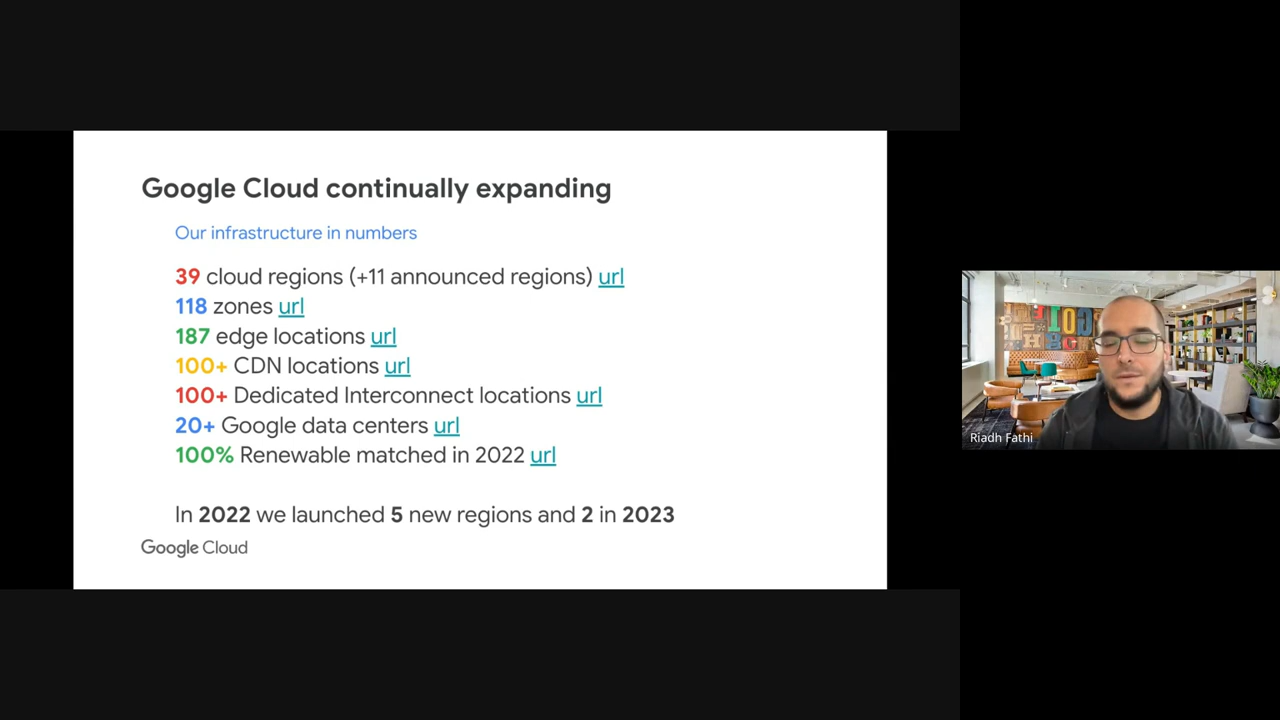 Google Cloud continually expanding
Our infrastructure in numbers
39 cloud regions (+11 announced regions) url
118 zones url
187 edge locations url
100+ CDN locations url
100+ Dedicated Interconnect locations url
20+ Google data centers url
100% Renewable matched in 2022 url
In 2022 we launched 5 new regions and 2 in 2023
Google Cloud
Riadh Fathi